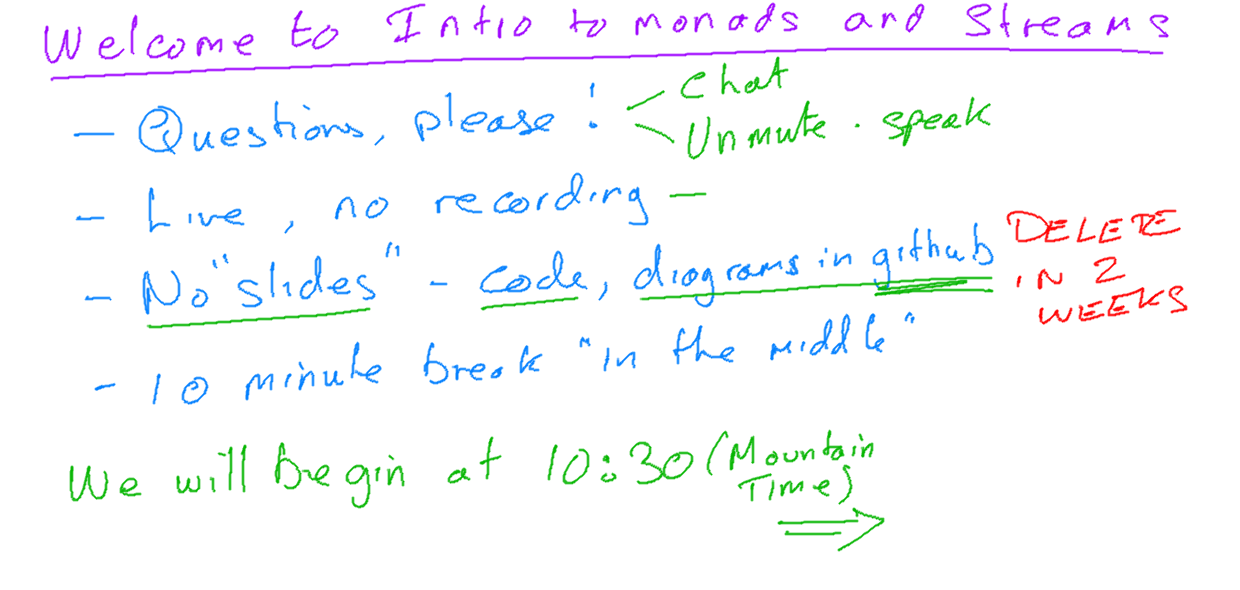 Welcome to Intro to monads and Streams
- Questions, please! chat
Unmute. speak
- Live, no recording -
- No "slides" - code, diagrams in github
DELETE
IN 2
WEEKS
- 10 minute break "in the middle"
We will begin at 10:30 (Mountain
Time)